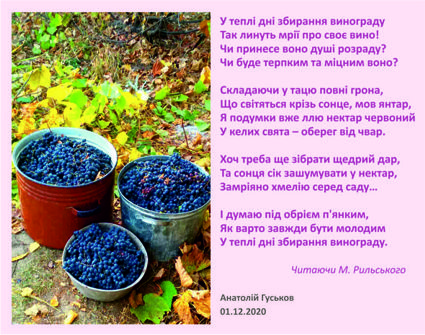 У теплі дні збирання винограду
Так линуть мрії про своє вино!
Чи принесе воно душі розраду?
Чи буде терпким та міцним воно?
Складаючи у тацю повні грона,
Що світяться крізь сонце, мов янтар,
Я подумки вже ллю нектар червоний
У келих свята – оберег від чвар.
Хоч треба ще зібрати щедрий дар,
Та сонця сік зашумувати у нектар,
Замріяно хмелію серед саду...
І думаю під обрієм п'янким,
Як варто завжди бути молодим
У теплі дні збирання винограду.
Читаючи М. Рильського
Анатолій Гуськов
01.12.2020